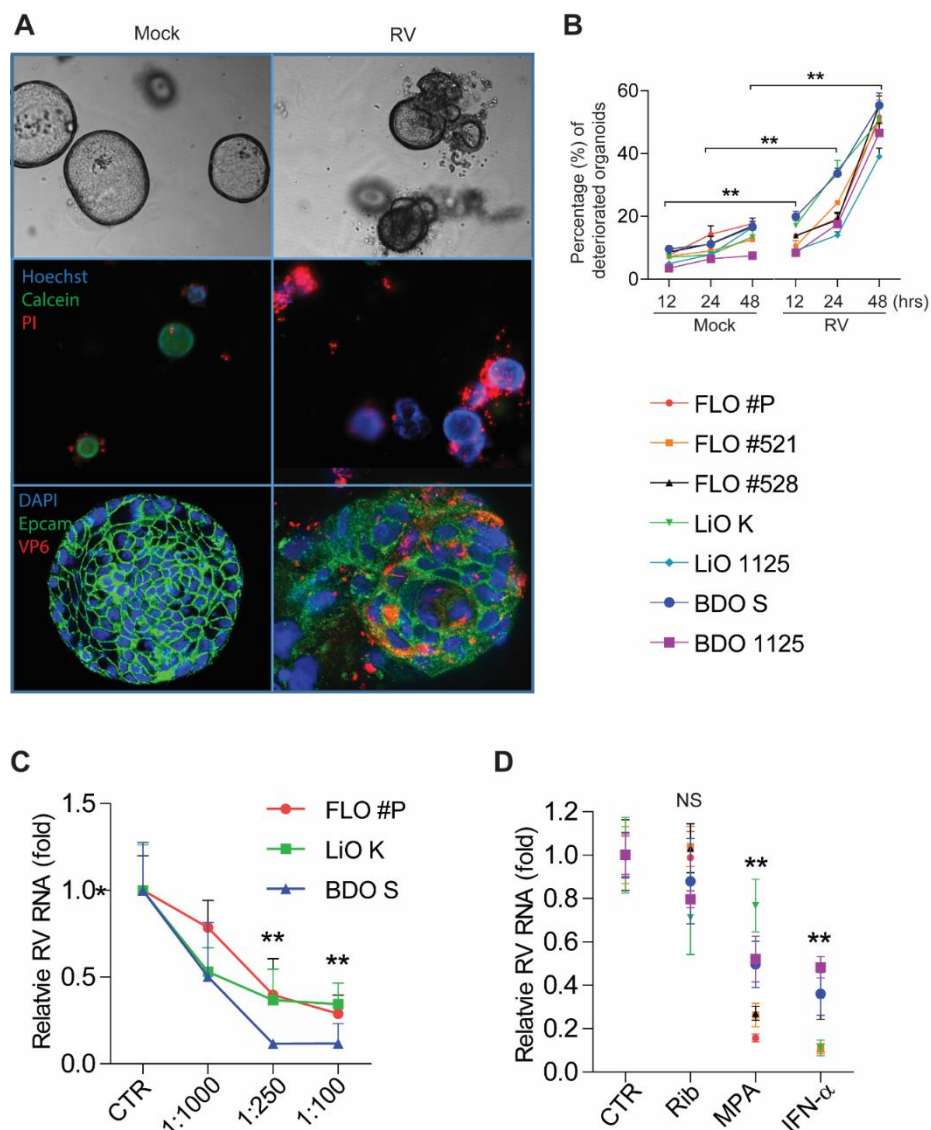 A
Mock
RV
Hoechst
Calcein
PI
DAPI
Epcam
VP6
B
Percentage (%) of
deteriorated organoids
60
40
20
0
**
**
**
12 24 48 12 24 48 (hrs)
Mock RV
FLO #P
FLO #521
FLO #528
LiO K
LiO 1125
BDO S
BDO 1125
C
Relatvie RV RNA (fold)
1.5
1.0
0.5
0.0
*
**
**
FLO #P
LiO K
BDO S
CTR 1:1000 1:250 1:100
D
Relatvie RV RNA (fold)
1.2
1.0
0.8
0.6
0.4
0.2
0.0
NS
**
**
CTR Rib MPA IFN-α